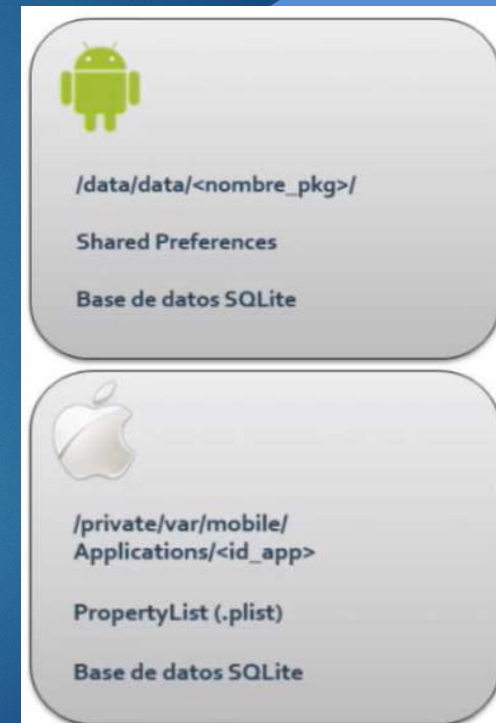 /data/data/<nombre_pkg>/
Shared Preferences
Base de datos SQLite
/private/var/mobile/
Applications/<id_app>
PropertyList (.plist)
Base de datos SQLite